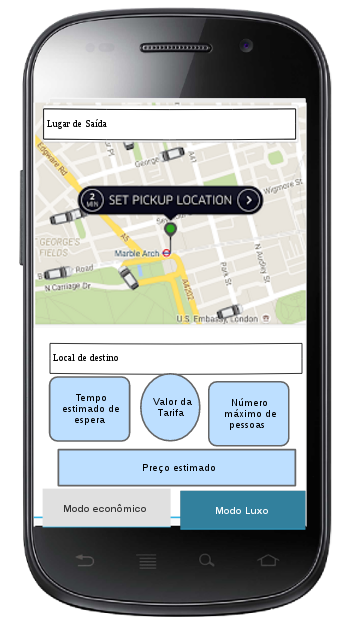 Lugar de Saída
George
Edgware Rd
Wigmore St
2
MIN
SET PICKUP LOCATION
GEORGE'S
FIELDS
A5
Marble Arch
Road
N Carriage Dr
A4202
Park St
N Audley St
U.S. Embassy, London
Local de destino
Tempo
estimado de
espera
Valor da
Tarifa
Número
máximo de
pessoas
Preço estimado
Modo econômico
Modo Luxo